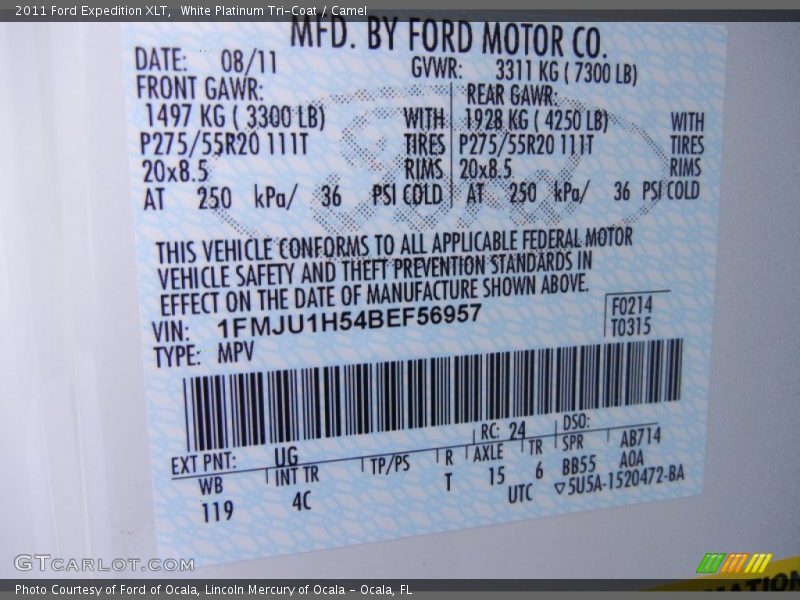 2011 Ford Expedition XLT, White Platinum Tri-Coat / Camel
MFD. BY FORD MOTOR CO.
DATE: 08/11 GVWR: 3311 KG ( 7300 LB)
FRONT GAWR: REAR GAWR:
1497 KG ( 3300 LB) WITH 1928 KG ( 4250 LB) WITH
P275/55R20 111T TIRES P275/55R20 111T TIRES
20x8.5 RIMS 20x8.5 RIMS
AT 250 kPa/ 36 PSI COLD AT 250 kPa/ 36 PSI COLD
THIS VEHICLE CONFORMS TO ALL APPLICABLE FEDERAL MOTOR
VEHICLE SAFETY AND THEFT PREVENTION STANDARDS IN
EFFECT ON THE DATE OF MANUFACTURE SHOWN ABOVE.
VIN: 1FMJU1H54BEF56957 F0214
TYPE: MPV T0315
EXT PNT: UG RC: 24 DSO:
WB INT TR TP/PS R AXLE TR SPR AB714
119 4C T 15 6 BB55 A0A
UTC ▽5U5A-1520472-BA
GTCARLOT.COM
MATION
Photo Courtesy of Ford of Ocala, Lincoln Mercury of Ocala - Ocala, FL